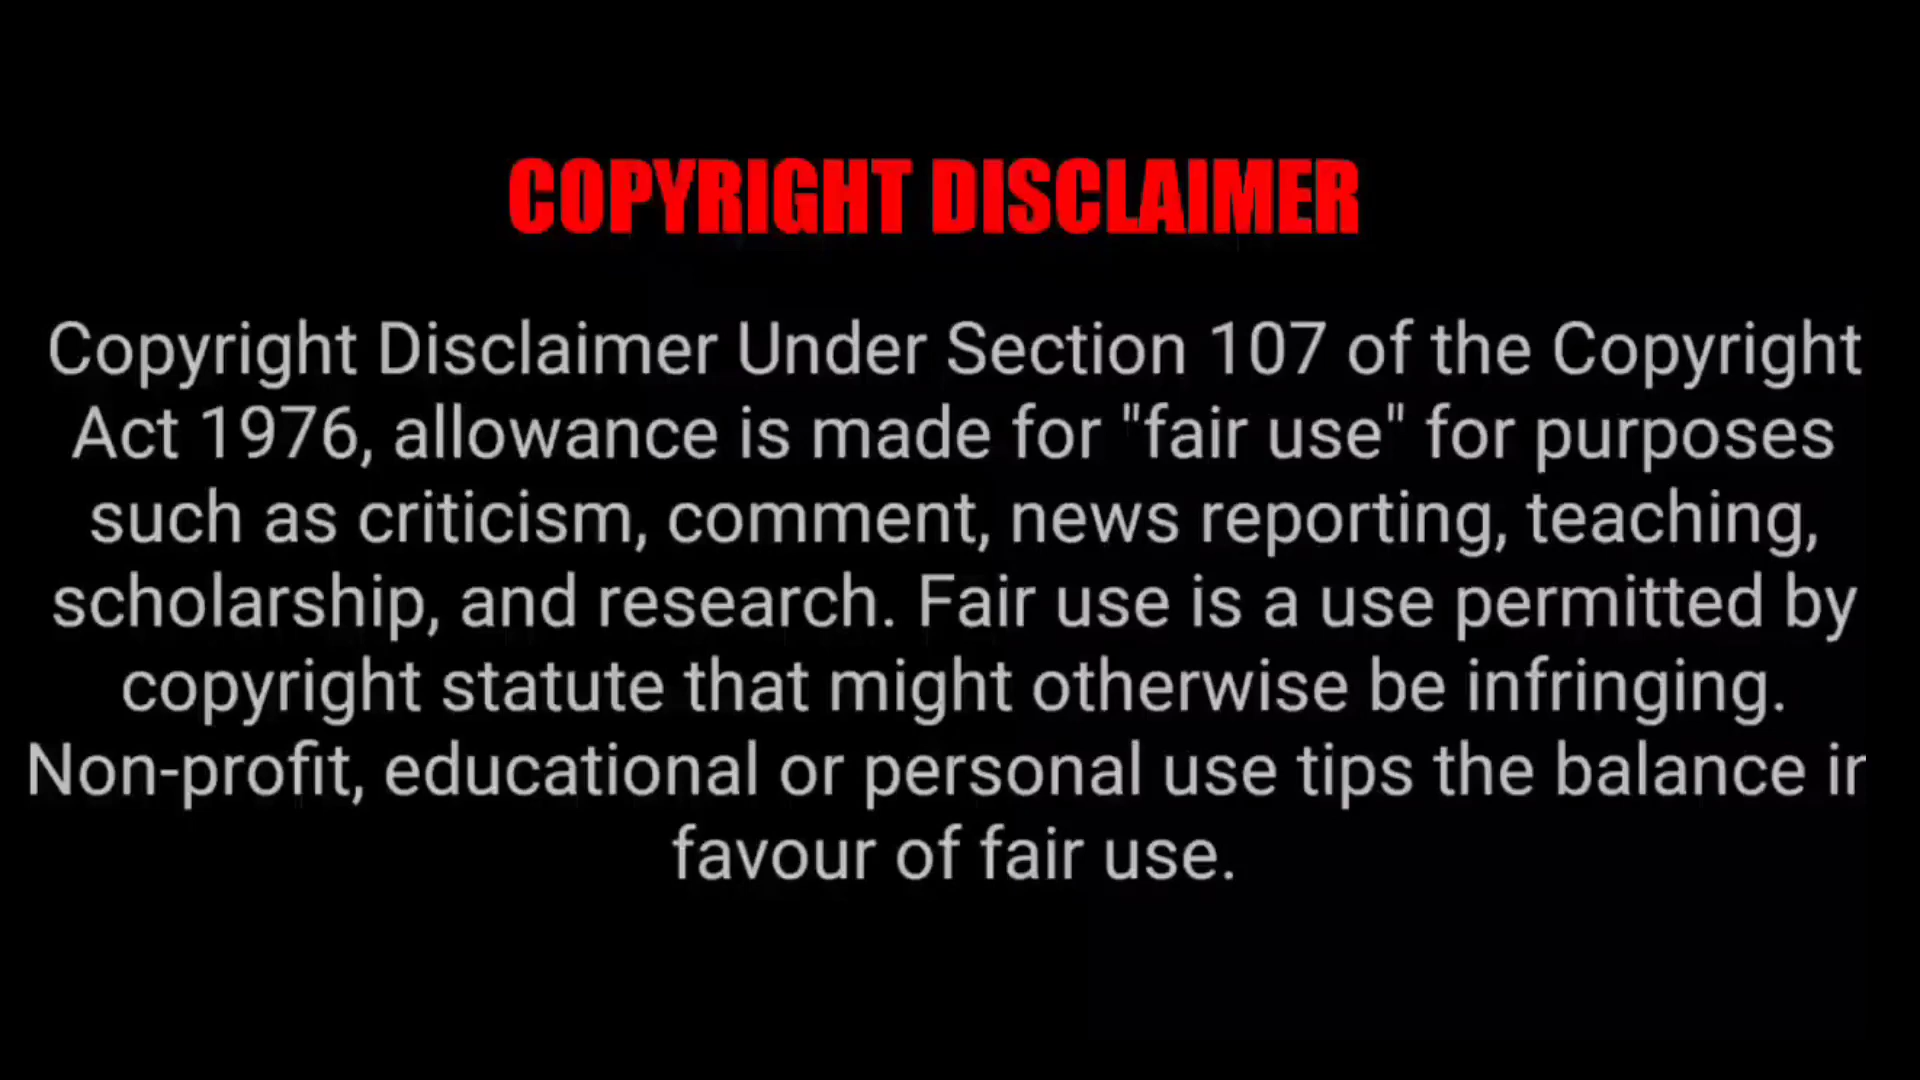 COPYRIGHT DISCLAIMER
Copyright Disclaimer Under Section 107 of the Copyright
Act 1976, allowance is made for "fair use" for purposes
such as criticism, comment, news reporting, teaching,
scholarship, and research. Fair use is a use permitted by
copyright statute that might otherwise be infringing.
Non-profit, educational or personal use tips the balance in
favour of fair use.